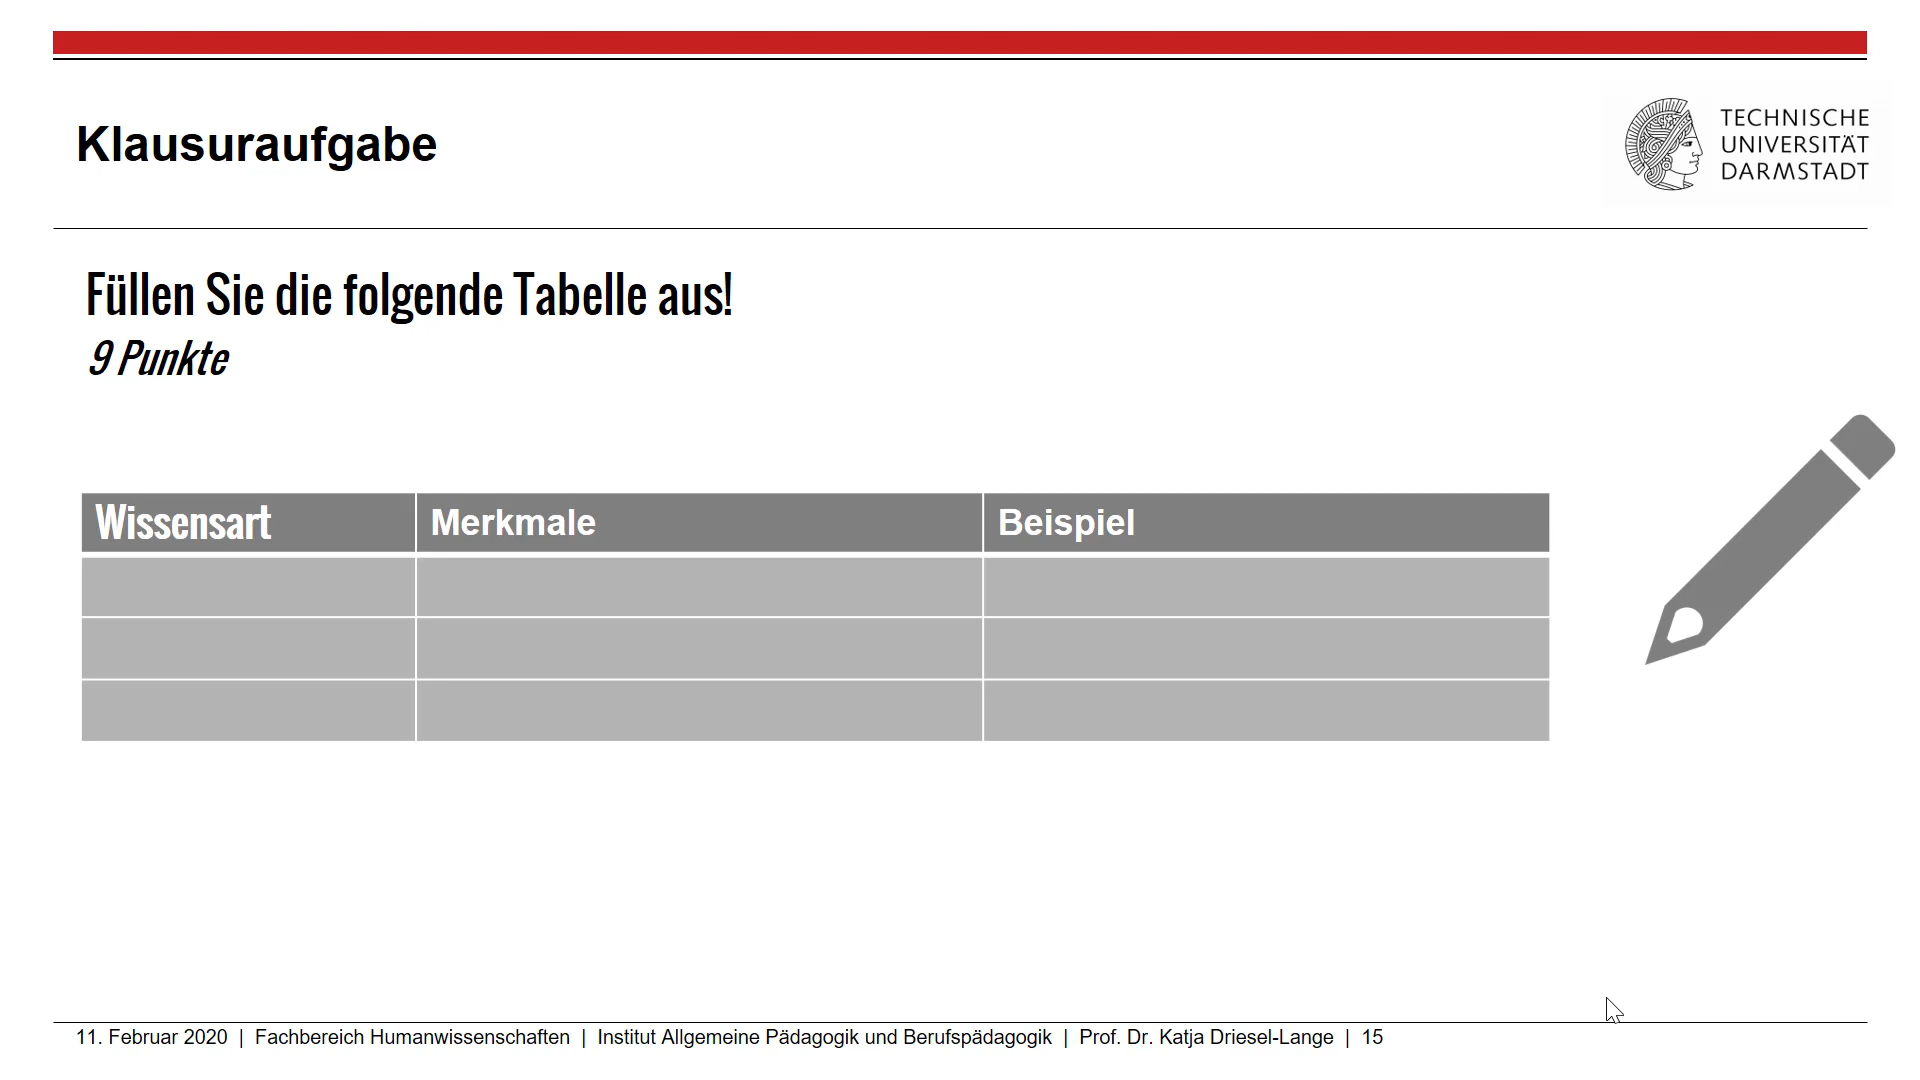 Klausuraufgabe
TECHNISCHE
UNIVERSITÄT
DARMSTADT
Füllen Sie die folgende Tabelle aus!
9 Punkte
Wissensart Merkmale Beispiel
11. Februar 2020 | Fachbereich Humanwissenschaften | Institut Allgemeine Pädagogik und Berufspädagogik | Prof. Dr. Katja Driesel-Lange | 15